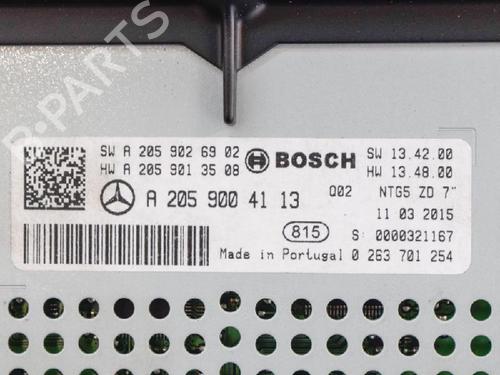 SW A 205 902 69 02
HW A 205 901 35 08
BOSCH
SW 13.42.00
HW 13.48.00
A 205 900 41 13
Q02
NTG5 ZD 7"
11 03 2015
815
S: 0000321167
Made in Portugal 0 263 701 254
B-PARTS